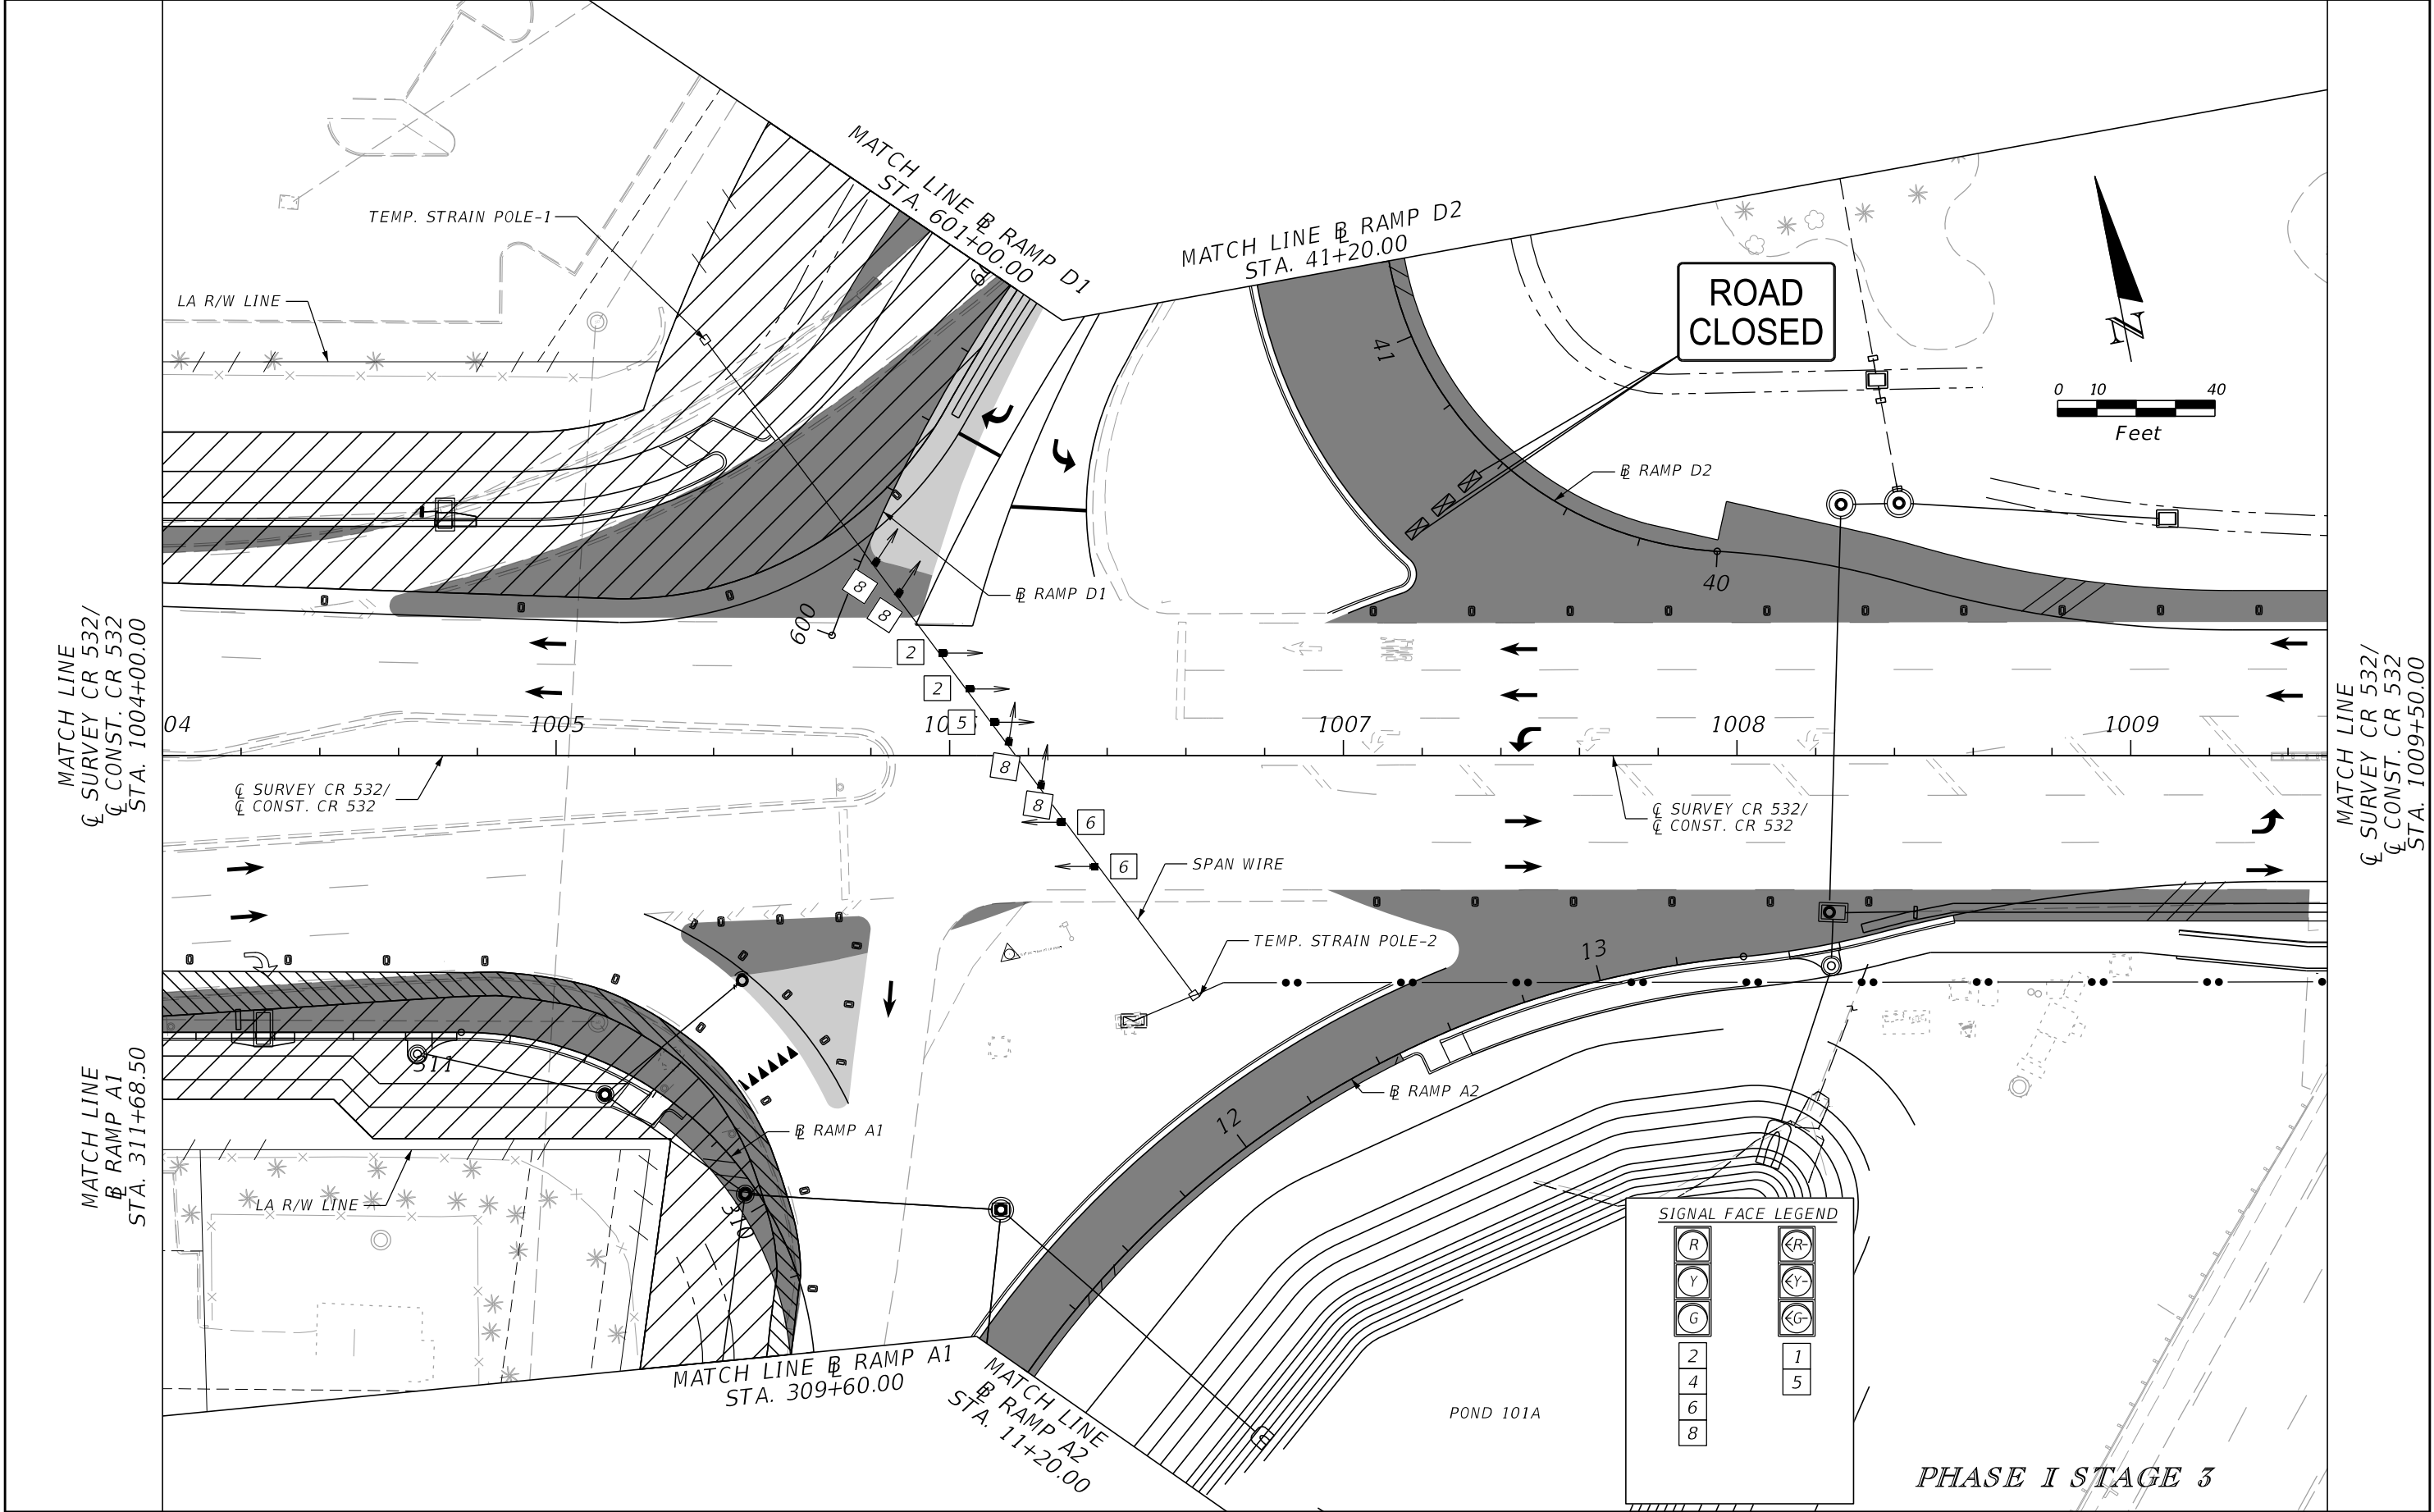 MATCH LINE ℄ RAMP D1
STA. 601+00.00
MATCH LINE ℄ RAMP D2
STA. 41+20.00
TEMP. STRAIN POLE-1
LA R/W LINE
ROAD
CLOSED
N
0 10 40
Feet
41
℄ RAMP D2
40
℄ RAMP D1
600
8
8
2
2
5
8
8
6
6
MATCH LINE
℄ SURVEY CR 532/
℄ CONST. CR 532
STA. 1004+00.00
04
1005
1007
1008
1009
MATCH LINE
℄ SURVEY CR 532/
℄ CONST. CR 532
STA. 1009+50.00
℄ SURVEY CR 532/
℄ CONST. CR 532
℄ SURVEY CR 532/
℄ CONST. CR 532
SPAN WIRE
TEMP. STRAIN POLE-2
13
12
℄ RAMP A2
311
℄ RAMP A1
310
LA R/W LINE
MATCH LINE
℄ RAMP A1
STA. 311+68.50
MATCH LINE ℄ RAMP A1
STA. 309+60.00
MATCH LINE
℄ RAMP A2
STA. 11+20.00
POND 101A
SIGNAL FACE LEGEND
R R
Y Y
G G
2 1
4 5
6
8
PHASE I STAGE 3